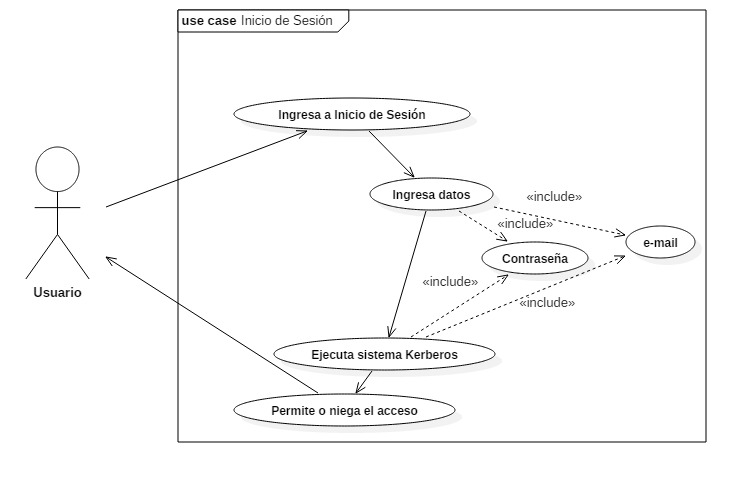 use case Inicio de Sesión
Ingresa a Inicio de Sesión
Ingresa datos
«include»
«include»
e-mail
Contraseña
«include»
«include»
Usuario
Ejecuta sistema Kerberos
Permite o niega el acceso